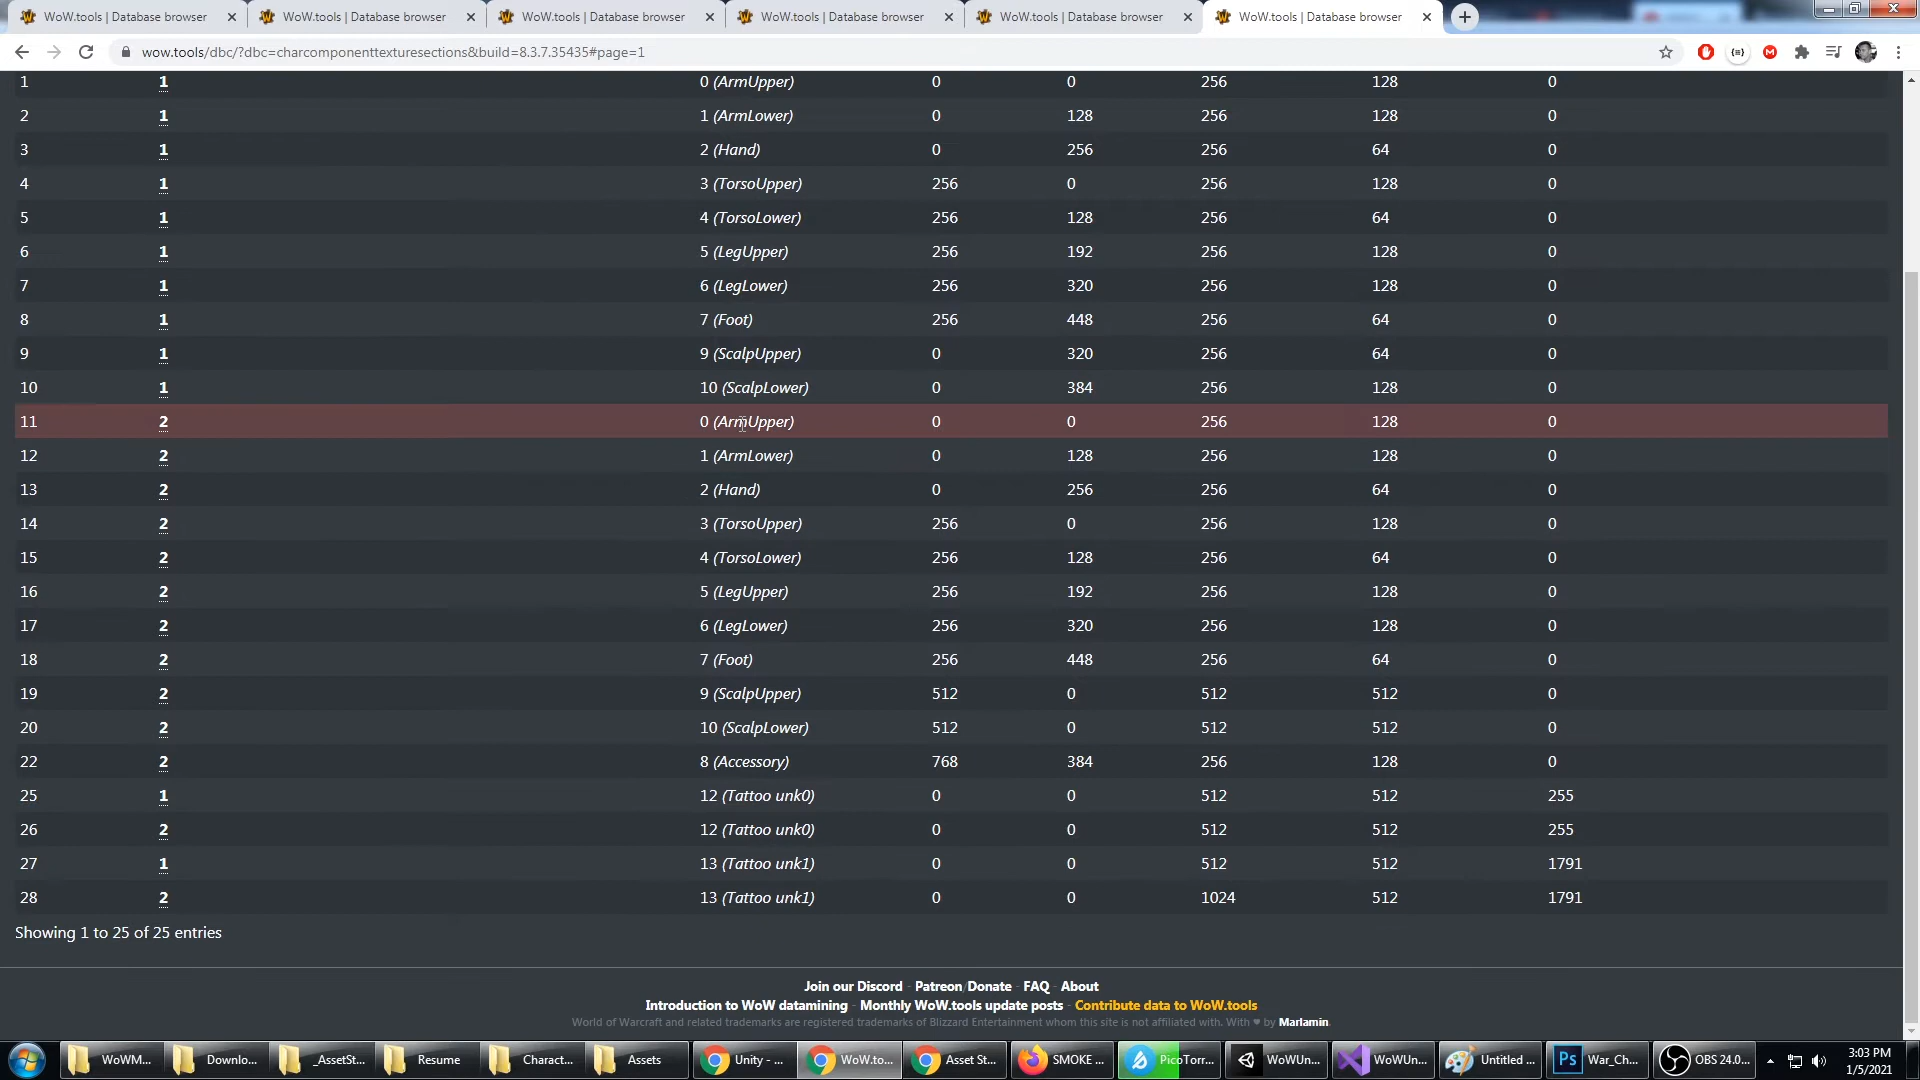 WoW.tools | Database browser WoW.tools | Database browser WoW.tools | Database browser WoW.tools | Database browser WoW.tools | Database browser WoW.tools | Database browser
wow.tools/dbc/?dbc=charcomponenttexturesections&build=8.3.7.35435#page=1
1 1 0 (ArmUpper) 0 0 256 128 0
2 1 1 (ArmLower) 0 128 256 128 0
3 1 2 (Hand) 0 256 256 64 0
4 1 3 (TorsoUpper) 256 0 256 128 0
5 1 4 (TorsoLower) 256 128 256 64 0
6 1 5 (LegUpper) 256 192 256 128 0
7 1 6 (LegLower) 256 320 256 128 0
8 1 7 (Foot) 256 448 256 64 0
9 1 9 (ScalpUpper) 0 320 256 64 0
10 1 10 (ScalpLower) 0 384 256 128 0
11 2 0 (ArmUpper) 0 0 256 128 0
12 2 1 (ArmLower) 0 128 256 128 0
13 2 2 (Hand) 0 256 256 64 0
14 2 3 (TorsoUpper) 256 0 256 128 0
15 2 4 (TorsoLower) 256 128 256 64 0
16 2 5 (LegUpper) 256 192 256 128 0
17 2 6 (LegLower) 256 320 256 128 0
18 2 7 (Foot) 256 448 256 64 0
19 2 9 (ScalpUpper) 512 0 512 512 0
20 2 10 (ScalpLower) 512 0 512 512 0
22 2 8 (Accessory) 768 384 256 128 0
25 1 12 (Tattoo unk0) 0 0 512 512 255
26 2 12 (Tattoo unk0) 0 0 512 512 255
27 1 13 (Tattoo unk1) 0 0 512 512 1791
28 2 13 (Tattoo unk1) 0 0 1024 512 1791
Showing 1 to 25 of 25 entries
Join our Discord - Patreon/Donate - FAQ - About
Introduction to WoW datamining - Monthly WoW.tools update posts - Contribute data to WoW.tools
World of Warcraft and related trademarks are registered trademarks of Blizzard Entertainment whom this site is not affiliated with. With ♥ by Marlamin.
WoWM... Downlo... _AssetSt... Resume Charact... Assets Unity - ... WoW.to... Asset St... SMOKE ... PicoTorr... WoWUn... WoWUn... Untitled ... Ps War_Ch... OBS 24.0... 3:03 PM
1/5/2021